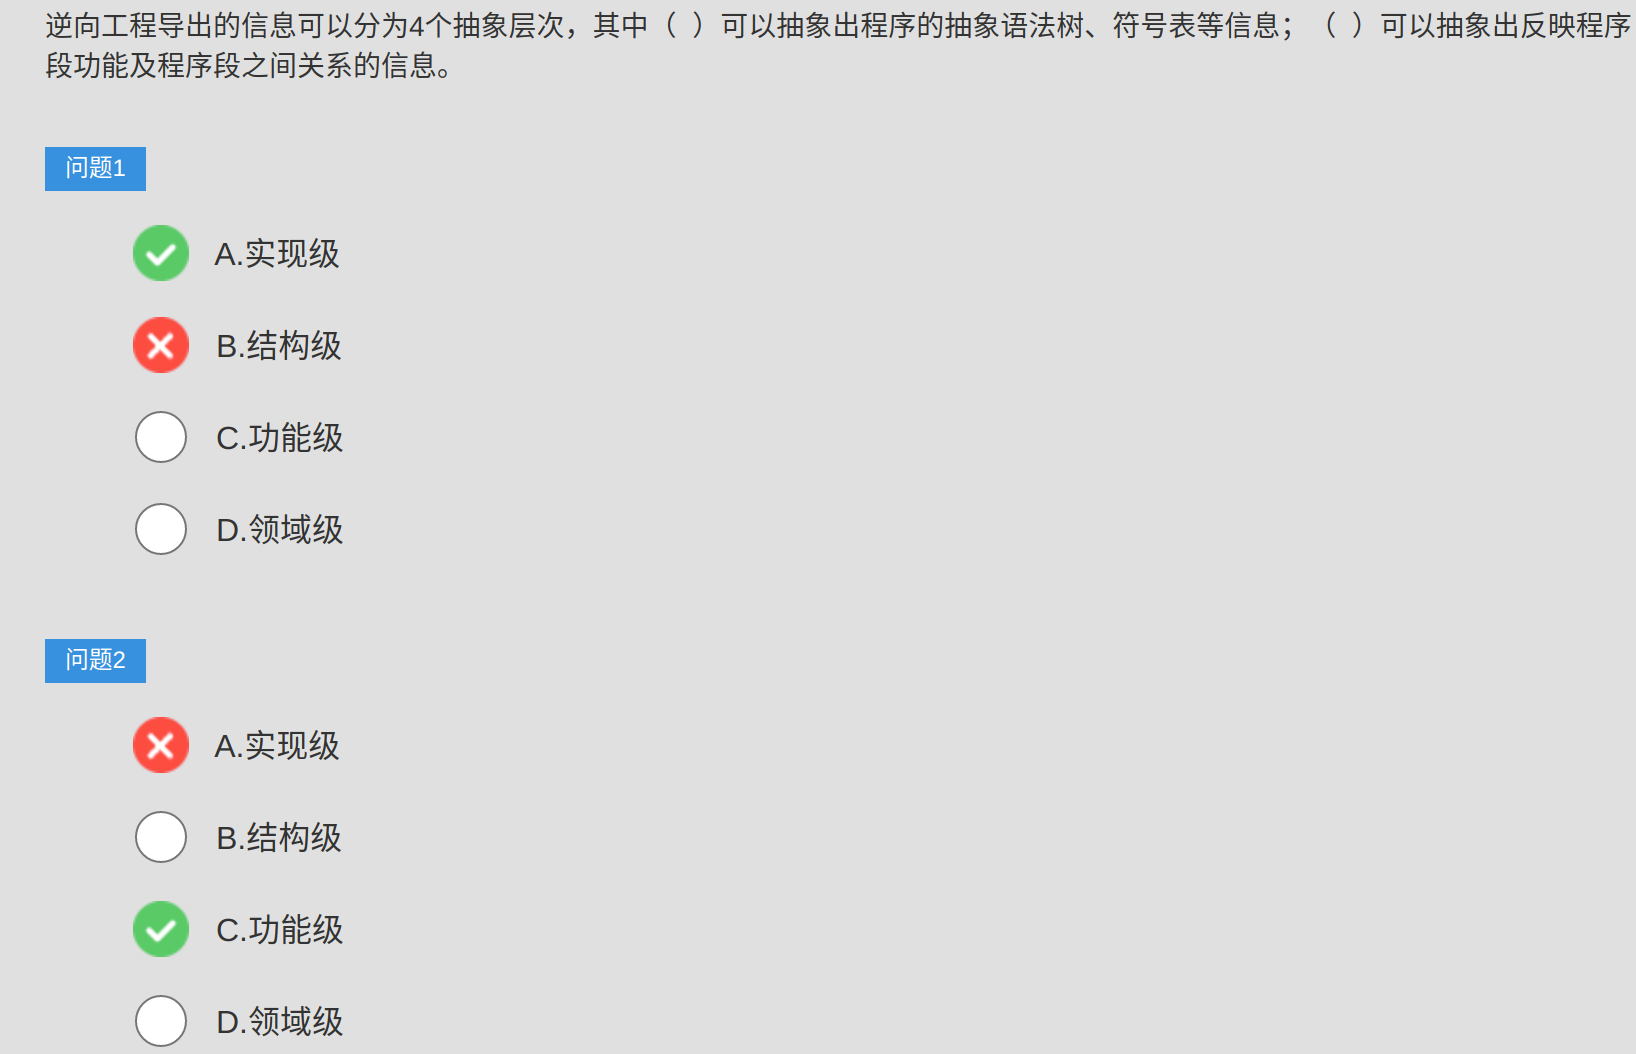 逆向工程导出的信息可以分为4个抽象层次，其中（  ）可以抽象出程序的抽象语法树、符号表等信息；（  ）可以抽象出反映程序
段功能及程序段之间关系的信息。
问题1
A.实现级
B.结构级
C.功能级
D.领域级
问题2
A.实现级
B.结构级
C.功能级
D.领域级